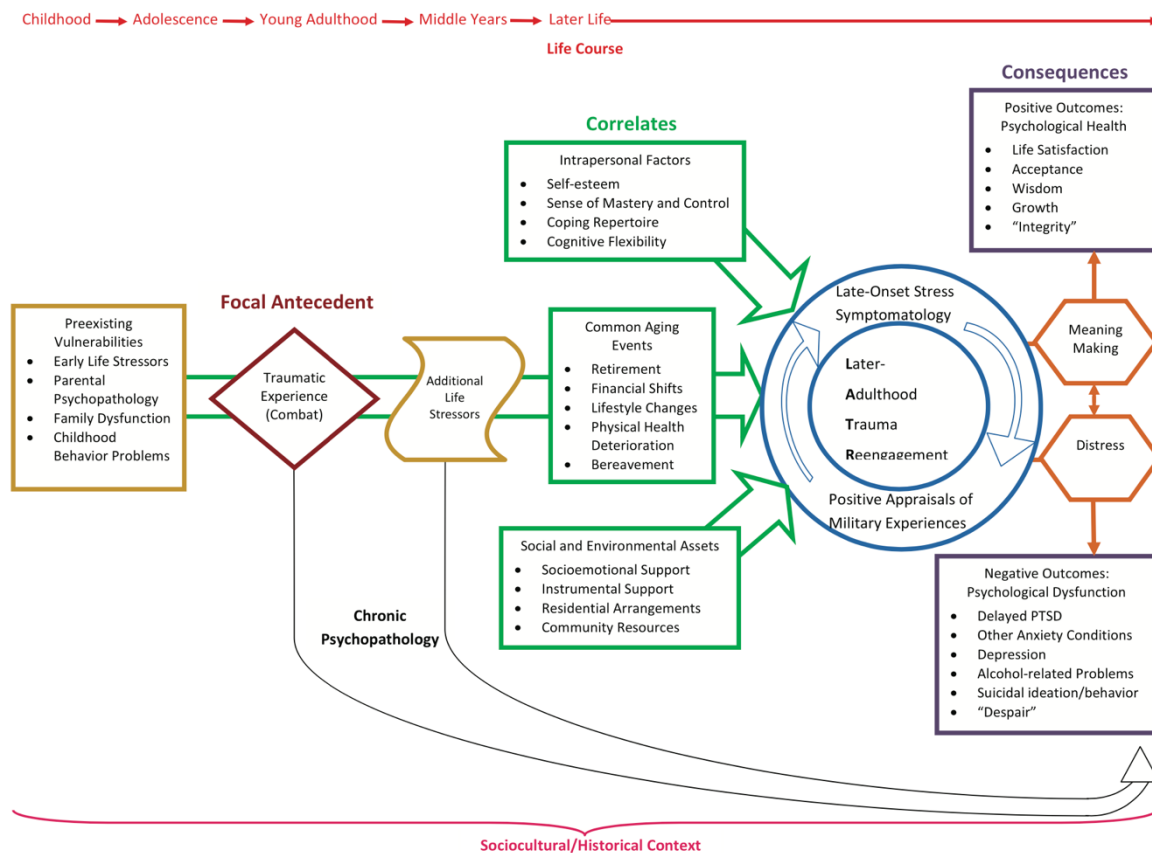 Childhood
Adolescence
Young Adulthood
Middle Years
Later Life
Life Course
Consequences
Positive Outcomes:
Psychological Health
• Life Satisfaction
• Acceptance
• Wisdom
• Growth
• “Integrity”
Correlates
Intrapersonal Factors
• Self-esteem
• Sense of Mastery and Control
• Coping Repertoire
• Cognitive Flexibility
Focal Antecedent
Preexisting
Vulnerabilities
• Early Life Stressors
• Parental
Psychopathology
• Family Dysfunction
• Childhood
Behavior Problems
Traumatic
Experience
(Combat)
Additional
Life
Stressors
Common Aging
Events
• Retirement
• Financial Shifts
• Lifestyle Changes
• Physical Health
Deterioration
• Bereavement
Late-Onset Stress
Symptomatology
Later-
Adulthood
Trauma
Reengagement
Positive Appraisals of
Military Experiences
Meaning
Making
Distress
Social and Environmental Assets
• Socioemotional Support
• Instrumental Support
• Residential Arrangements
• Community Resources
Negative Outcomes:
Psychological Dysfunction
• Delayed PTSD
• Other Anxiety Conditions
• Depression
• Alcohol-related Problems
• Suicidal ideation/behavior
• “Despair”
Chronic
Psychopathology
Sociocultural/Historical Context